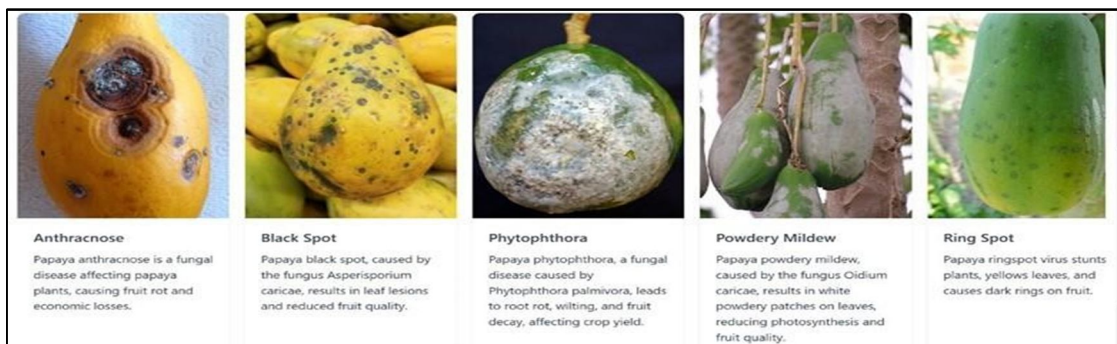 Anthracnose
Papaya anthracnose is a fungal
disease affecting papaya
plants, causing fruit rot and
economic losses.
Black Spot
Papaya black spot, caused by
the fungus Asperisporium
caricae, results in leaf lesions
and reduced fruit quality.
Phytophthora
Papaya phytophthora, a fungal
disease caused by
Phytophthora palmivora, leads
to root rot, wilting, and fruit
decay, affecting crop yield.
Powdery Mildew
Papaya powdery mildew,
caused by the fungus Oidium
caricae, results in white
powdery patches on leaves,
reducing photosynthesis and
fruit quality.
Ring Spot
Papaya ringspot virus stunts
plants, yellows leaves, and
causes dark rings on fruit.